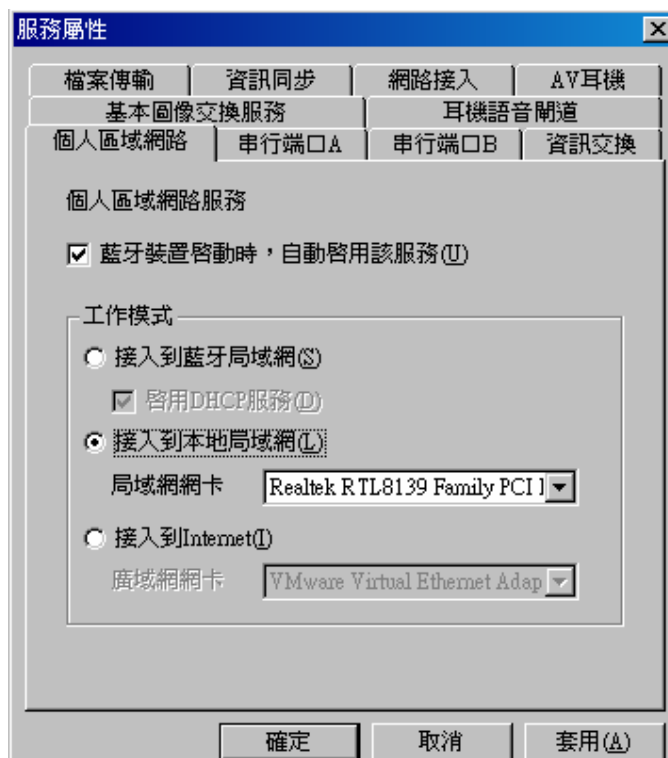 服務屬性
檔案傳輸 資訊同步 網路接入 AV耳機
基本圖像交換服務 耳機語音閘道
個人區域網路 串行端口A 串行端口B 資訊交換
個人區域網路服務
藍牙裝置啓動時，自動啓用該服務(U)
工作模式
接入到藍牙局域網(S)
啓用DHCP服務(D)
接入到本地局域網(L)
局域網網卡 Realtek RTL8139 Family PCI
接入到Internet(I)
廣域網網卡 VMware Virtual Ethernet Adap
確定 取消 套用(A)